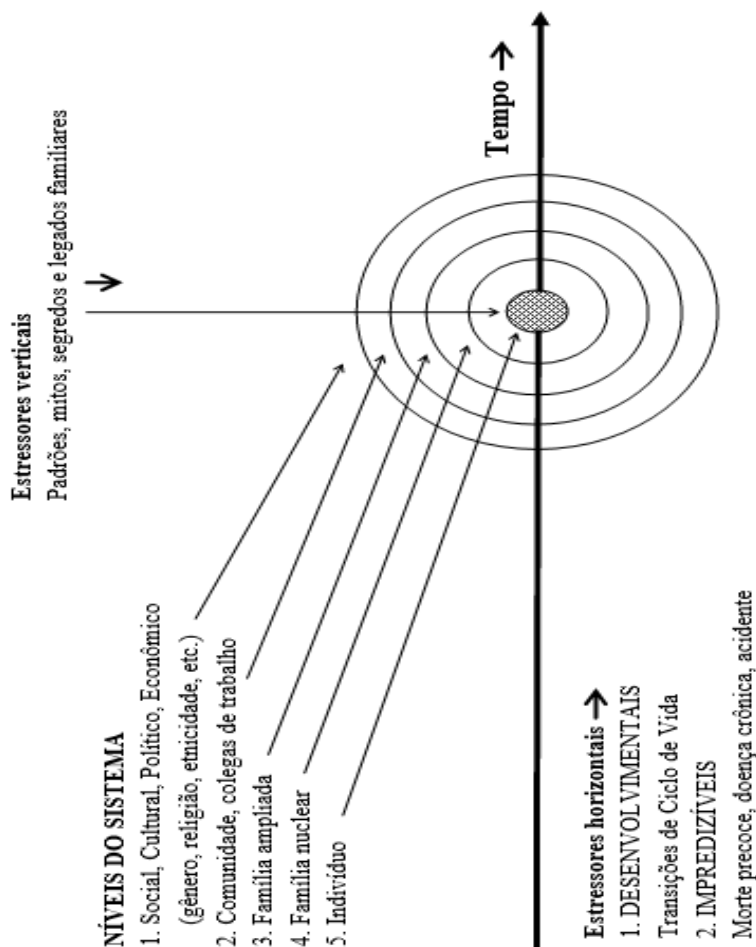 Estressores verticais
Padrões, mitos, segredos e legados familiares
NÍVEIS DO SISTEMA
1. Social, Cultural, Político, Econômico
(gênero, religião, etnicidade, etc.)
2. Comunidade, colegas de trabalho
3. Família ampliada
4. Família nuclear
5. Indivíduo
Tempo →
Estressores horizontais →
1. DESENVOLVIMENTAIS
Transições de Ciclo de Vida
2. IMPREDIZÍVEIS
Morte precoce, doença crônica, acidente